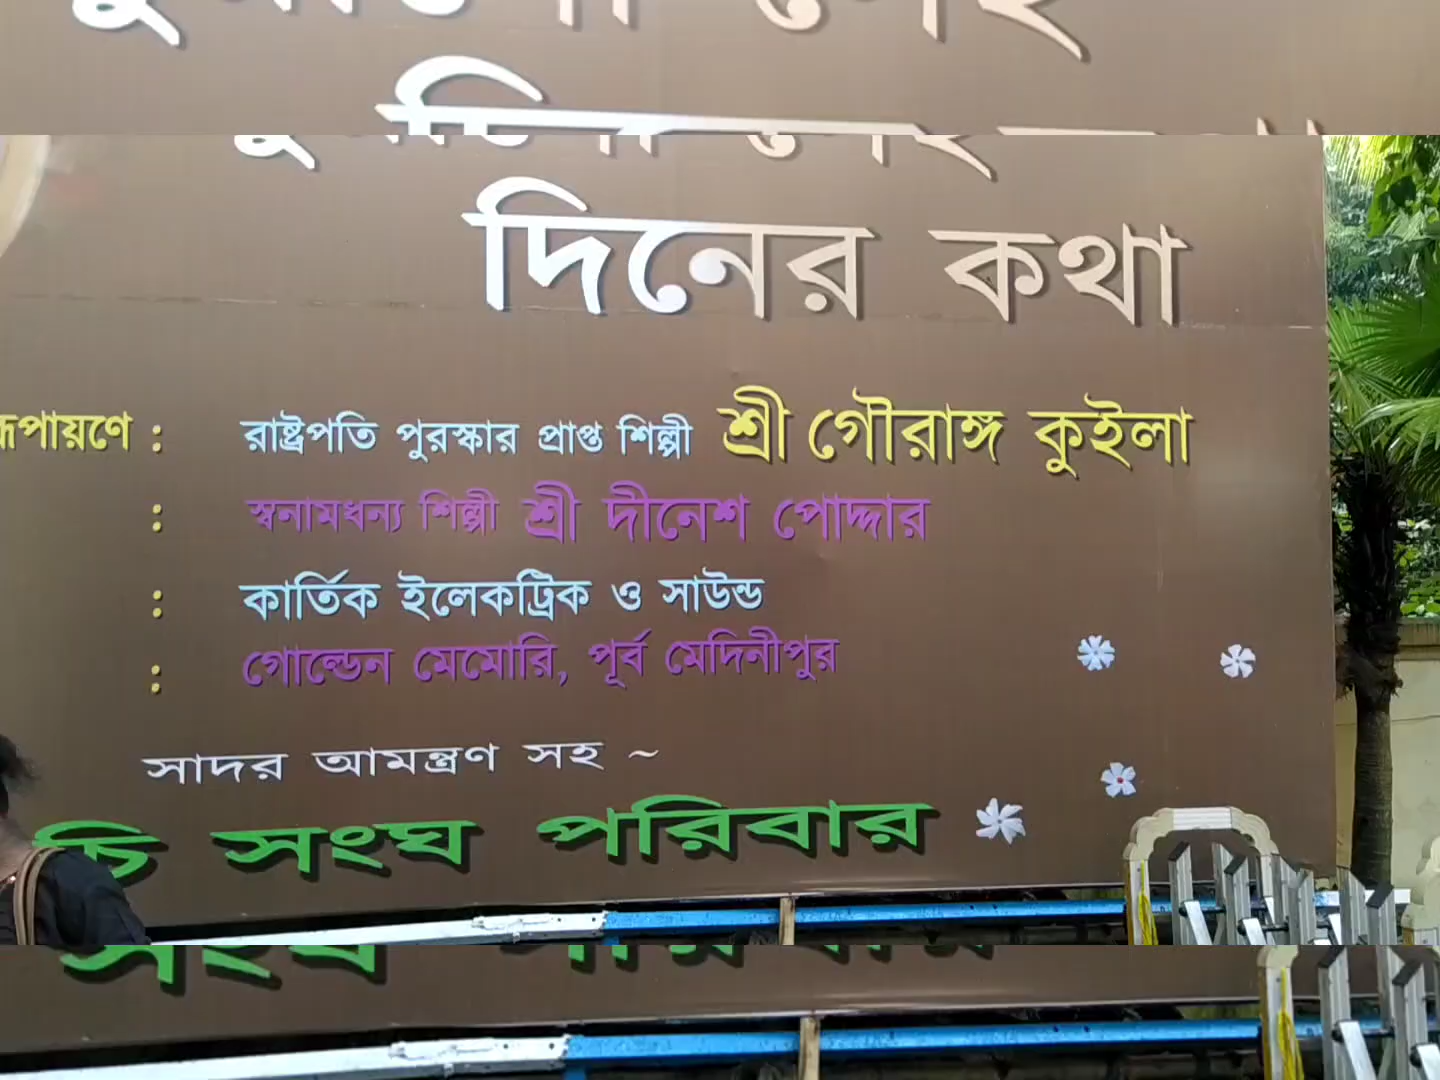 দিনের কথা
রূপায়ণে : রাষ্ট্রপতি পুরস্কার প্রাপ্ত শিল্পী শ্রী গৌরাঙ্গ কুইলা
: স্বনামধন্য শিল্পী শ্রী দীনেশ পোদ্দার
: কার্তিক ইলেকট্রিক ও সাউন্ড
: গোল্ডেন মেমোরি, পূর্ব মেদিনীপুর
সাদর আমন্ত্রণ সহ ~
সংঘ পরিবার